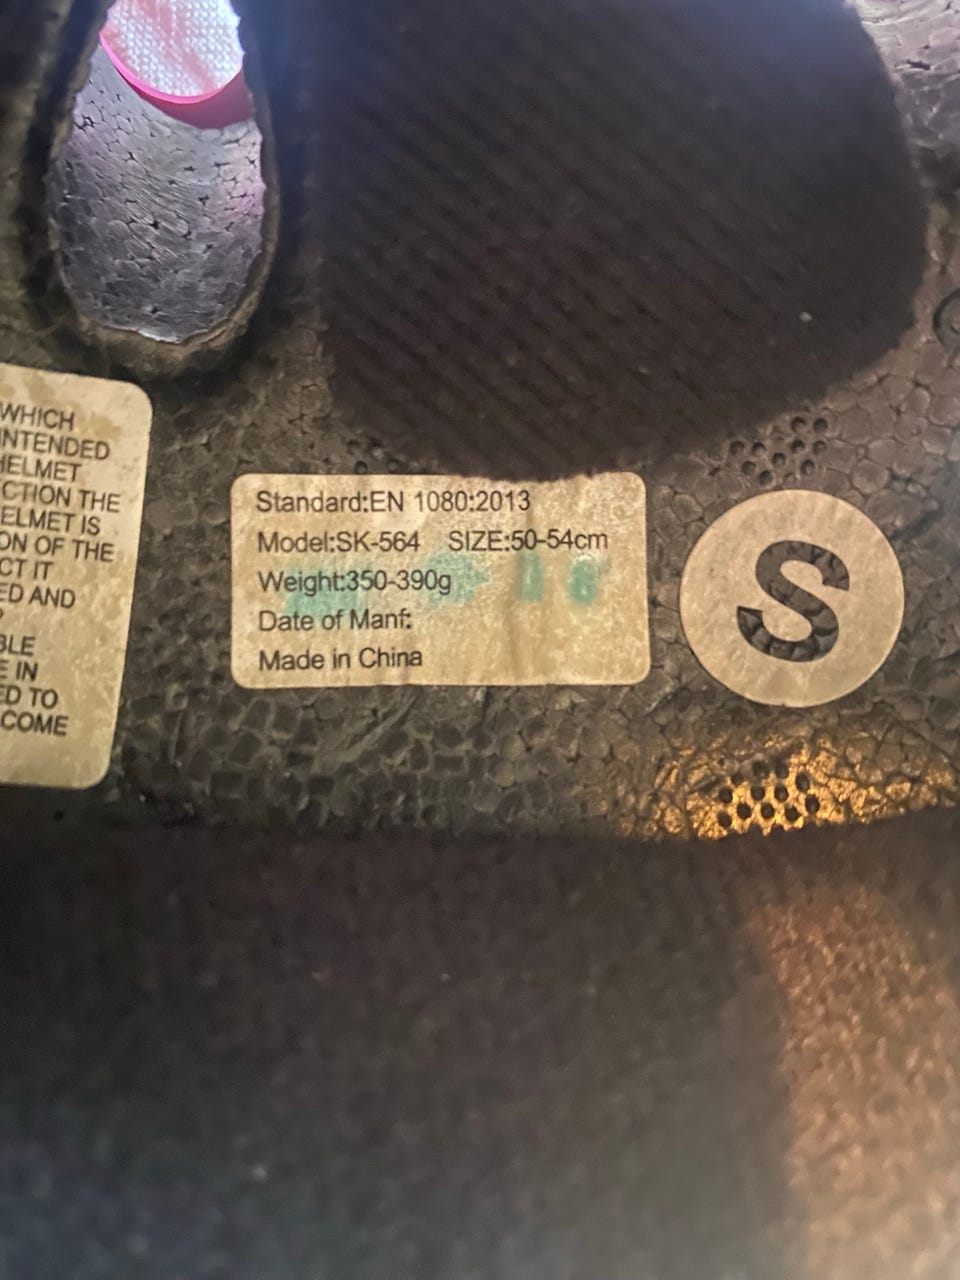 WHICH
INTENDED
HELMET
CTION THE
ELMET IS
ON OF THE
CT IT
ED AND
BLE
E IN
ED TO
COME
Standard:EN 1080:2013
Model:SK-564 SIZE:50-54cm
Weight:350-390g
Date of Manf:
Made in China
S